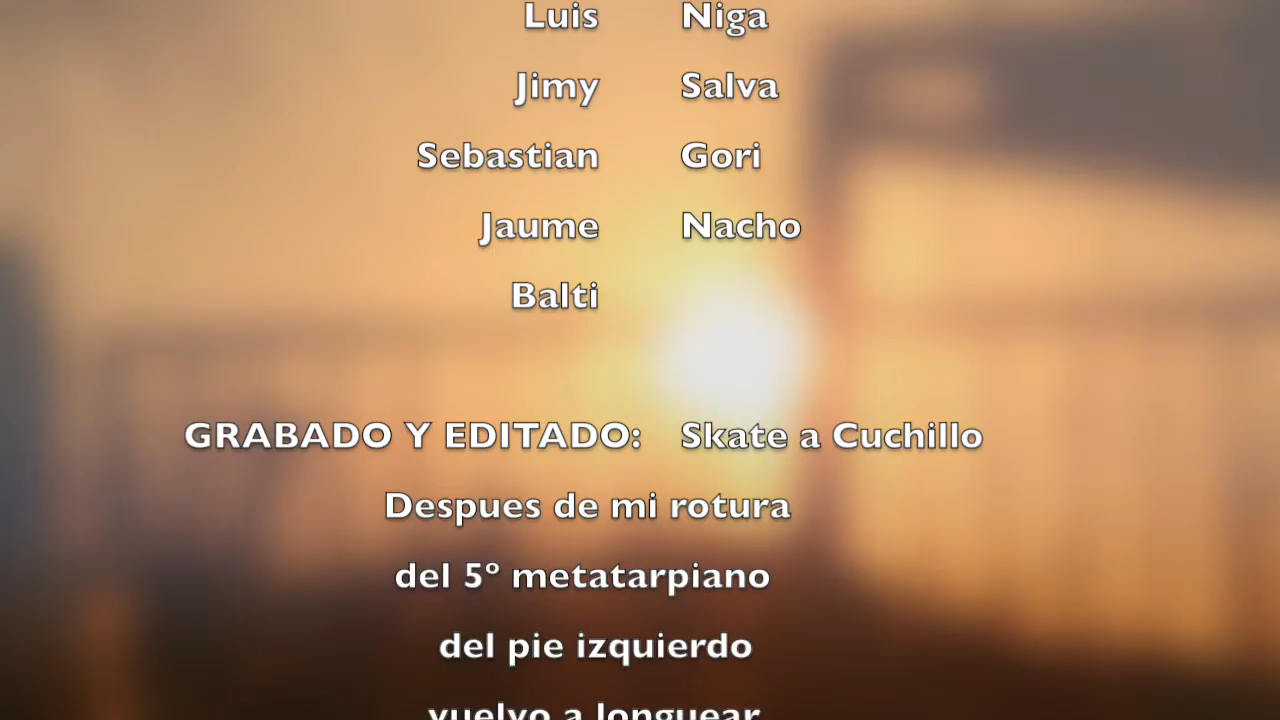 Luis Niga
Jimy Salva
Sebastian Gori
Jaume Nacho
Balti
GRABADO Y EDITADO: Skate a Cuchillo
Despues de mi rotura
del 5º metatarpiano
del pie izquierdo
vuelvo a longuear